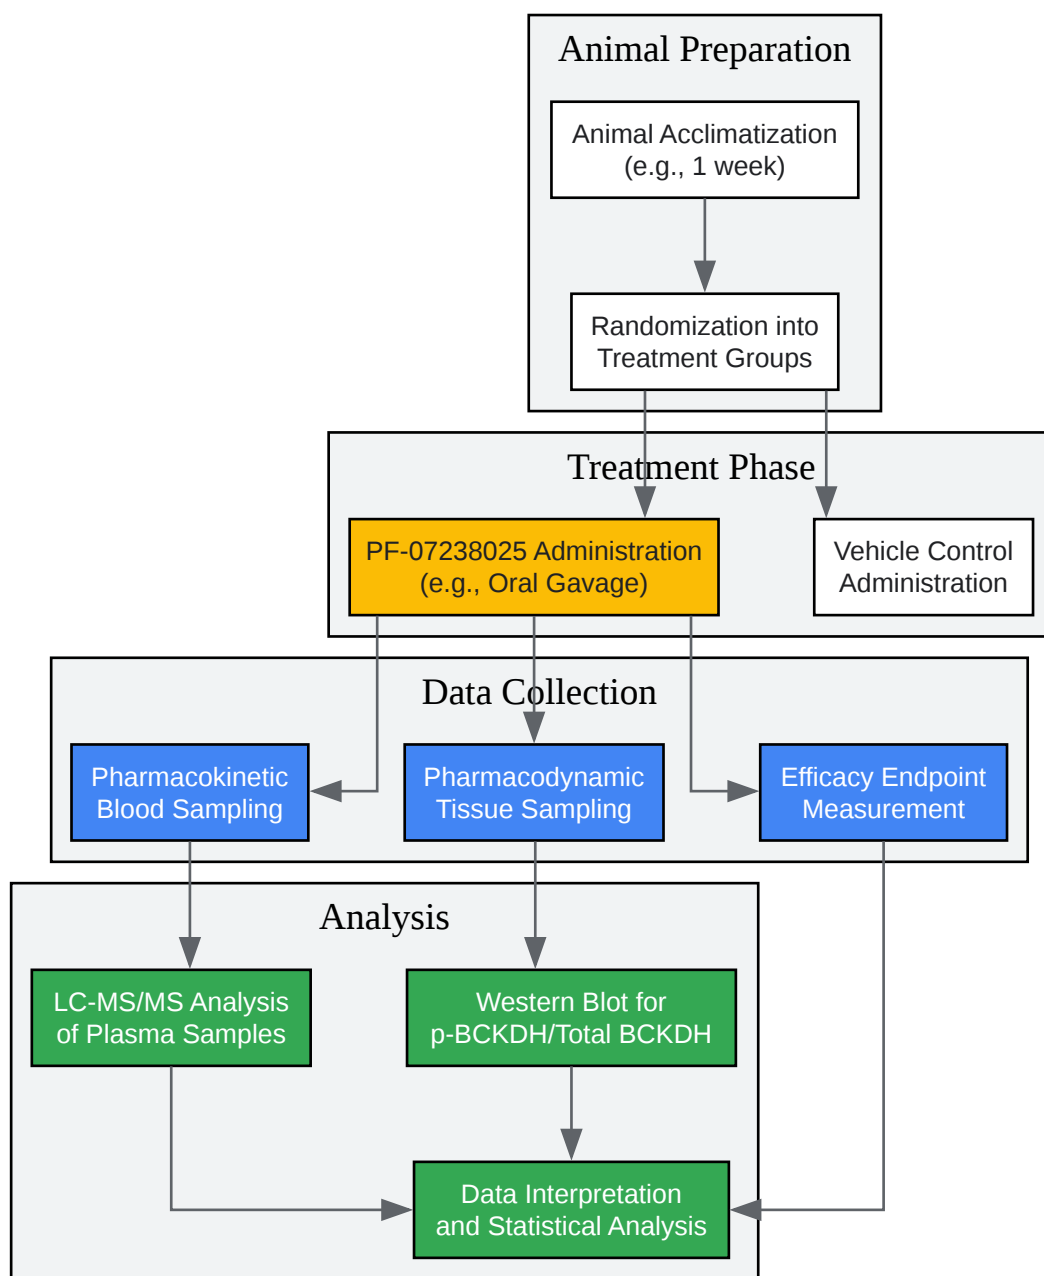 Animal Preparation
Animal Acclimatization
(e.g., 1 week)
Randomization into
Treatment Groups
Treatment Phase
PF-07238025 Administration
(e.g., Oral Gavage)
Vehicle Control
Administration
Data Collection
Pharmacokinetic
Blood Sampling
Pharmacodynamic
Tissue Sampling
Efficacy Endpoint
Measurement
Analysis
LC-MS/MS Analysis
of Plasma Samples
Western Blot for
p-BCKDH/Total BCKDH
Data Interpretation
and Statistical Analysis